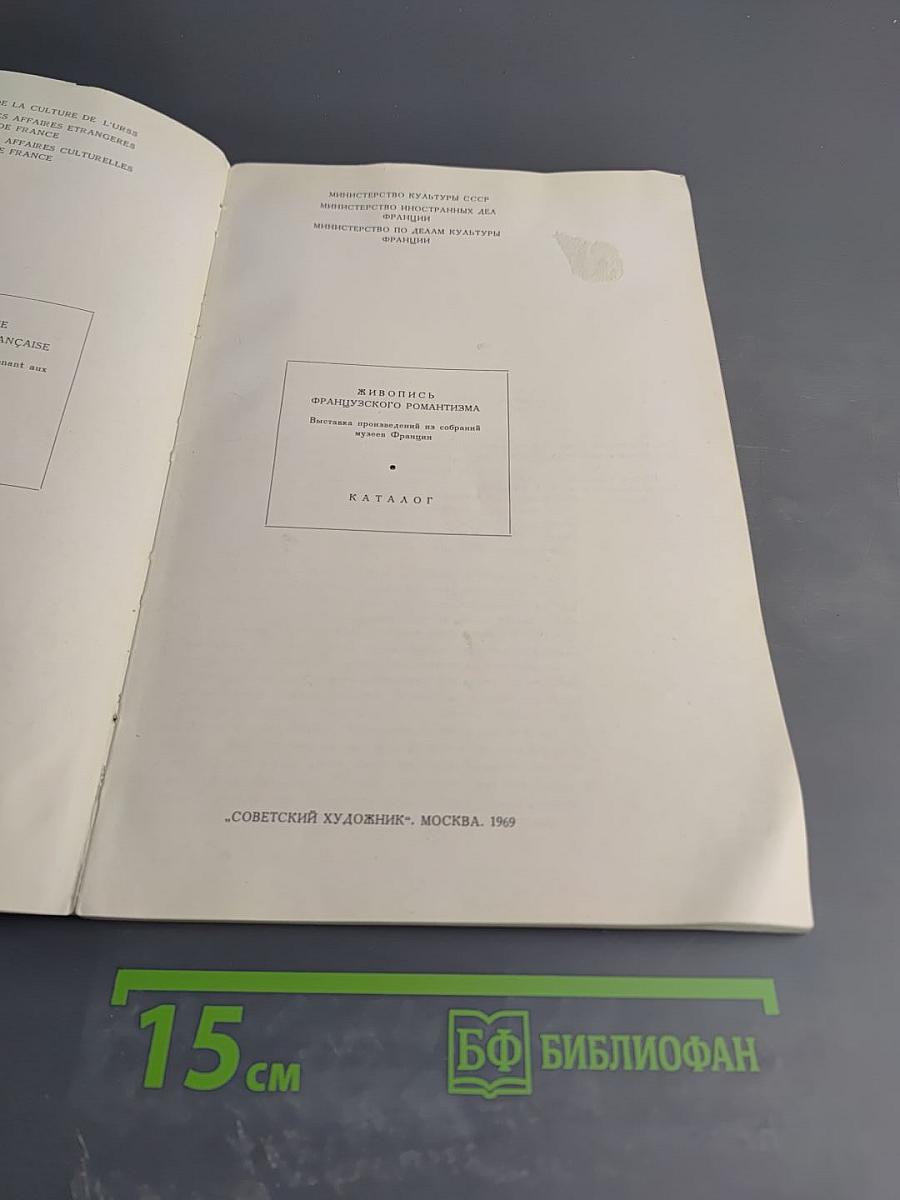 DE LA CULTURE DE L'URSS
AFFAIRES ETRANGERES
DE FRANCE
AFFAIRES CULTURELLES
FRANCE
ANÇAISE
aux
МИНИСТЕРСТВО КУЛЬТУРЫ СССР
МИНИСТЕРСТВО ИНОСТРАННЫХ ДЕЛ
ФРАНЦИИ
МИНИСТЕРСТВО ПО ДЕЛАМ КУЛЬТУРЫ
ФРАНЦИИ
ЖИВОПИСЬ
ФРАНЦУЗСКОГО РОМАНТИЗМА
Выставка произведений из собраний
музеев Франции
КАТАЛОГ
„СОВЕТСКИЙ ХУДОЖНИК". МОСКВА. 1969
15 см
БФ БИБЛИОФАН